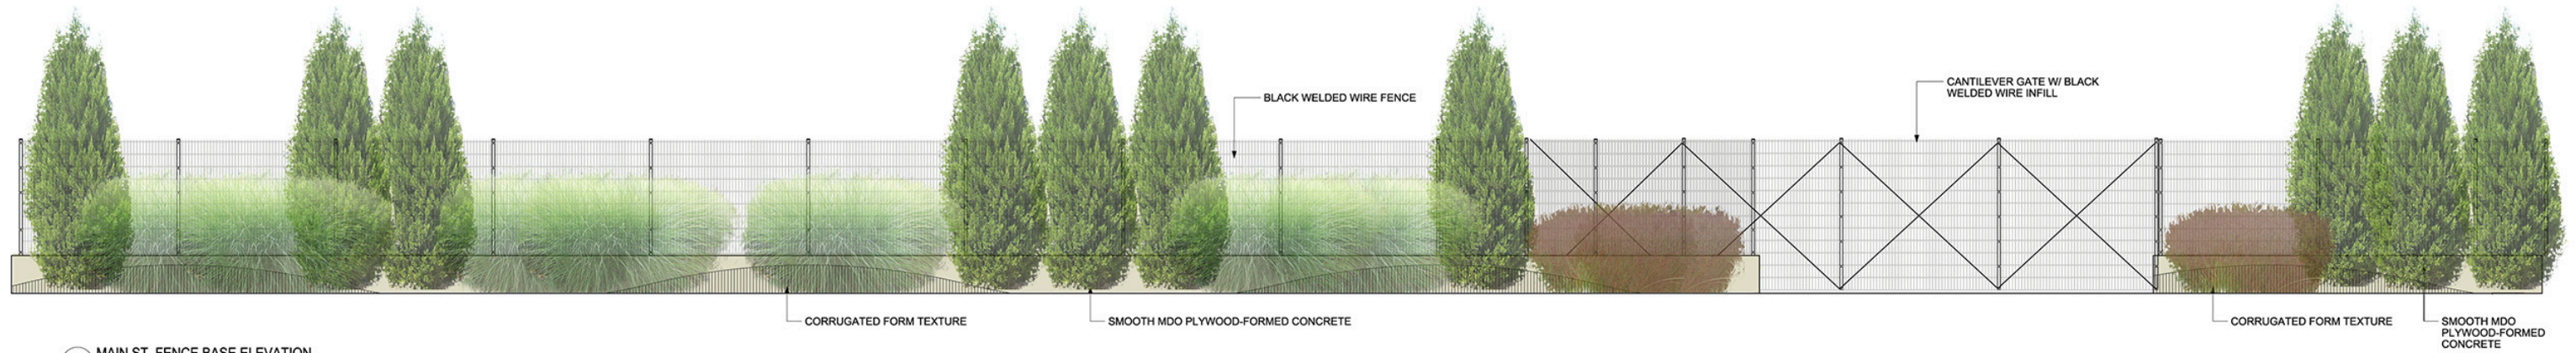 CANTILEVER GATE W/ BLACK
WELDED WIRE INFILL
BLACK WELDED WIRE FENCE
CORRUGATED FORM TEXTURE
SMOOTH MDO PLYWOOD-FORMED CONCRETE
CORRUGATED FORM TEXTURE
SMOOTH MDO
PLYWOOD-FORMED
CONCRETE
MAIN ST. FENCE BASE ELEVATION